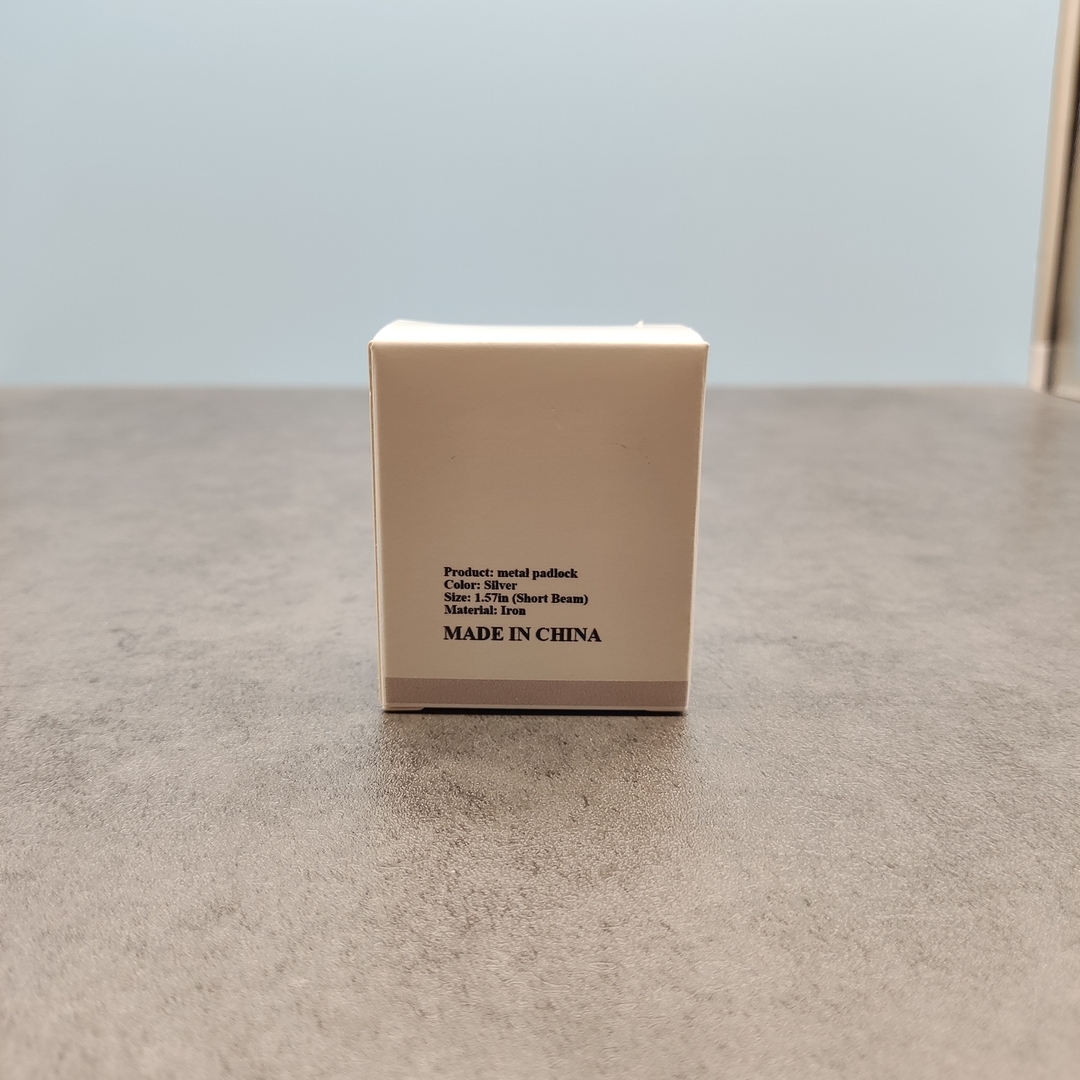 Product: metal padlock
Color: Silver
Size: 1.57in (Short Beam)
Material: Iron
MADE IN CHINA